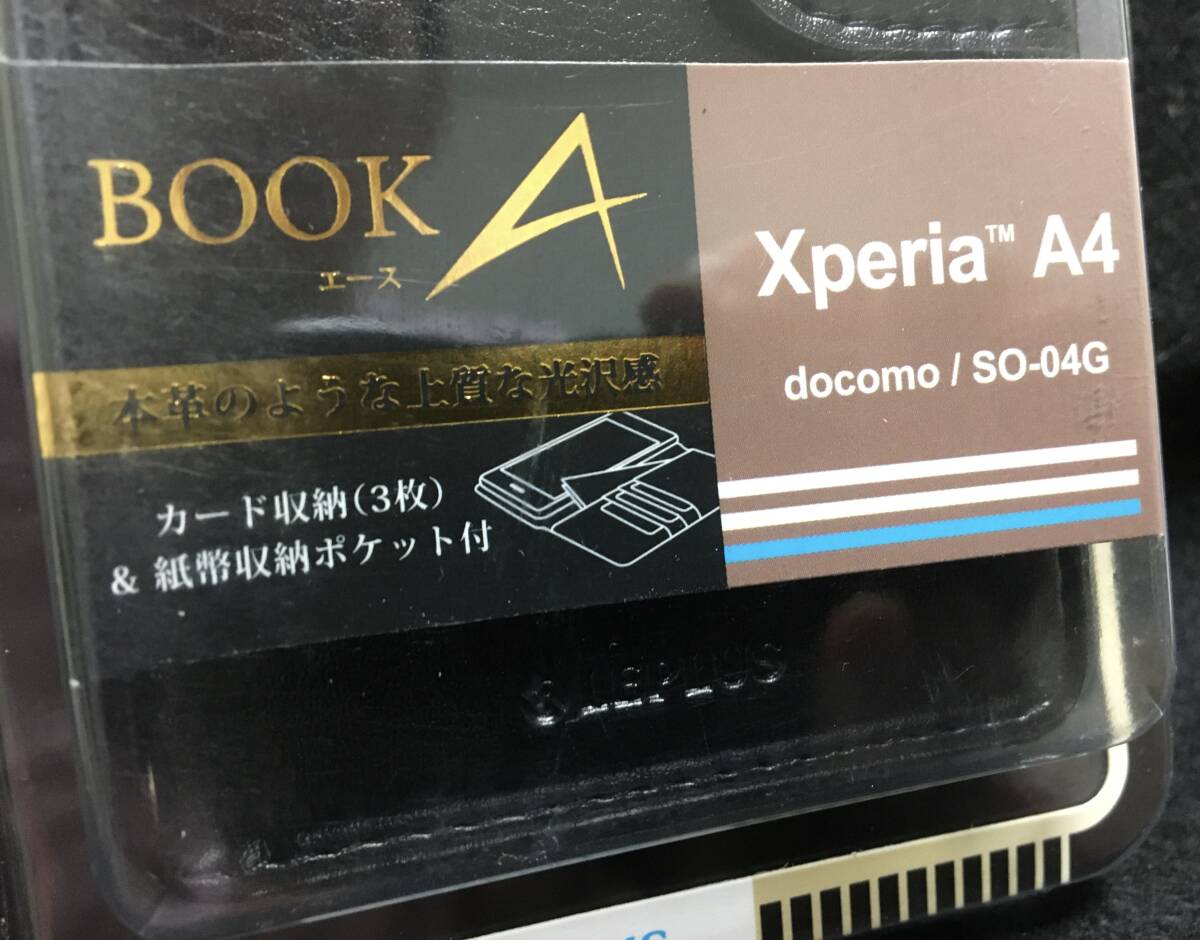 BOOK A
エース
本革のような上質な光沢感
カード収納(3枚)
& 紙幣収納ポケット付
Xperia™ A4
docomo / SO-04G
LEPLUS